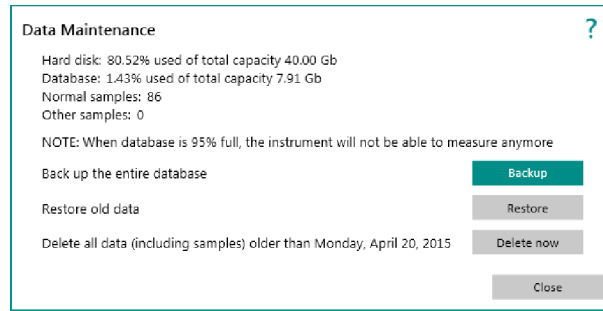 Data Maintenance ?
Hard disk: 80.52% used of total capacity 40.00 Gb
Database: 1.43% used of total capacity 7.91 Gb
Normal samples: 86
Other samples: 0
NOTE: When database is 95% full, the instrument will not be able to measure anymore
Back up the entire database Backup
Restore old data Restore
Delete all data (including samples) older than Monday, April 20, 2015 Delete now
Close